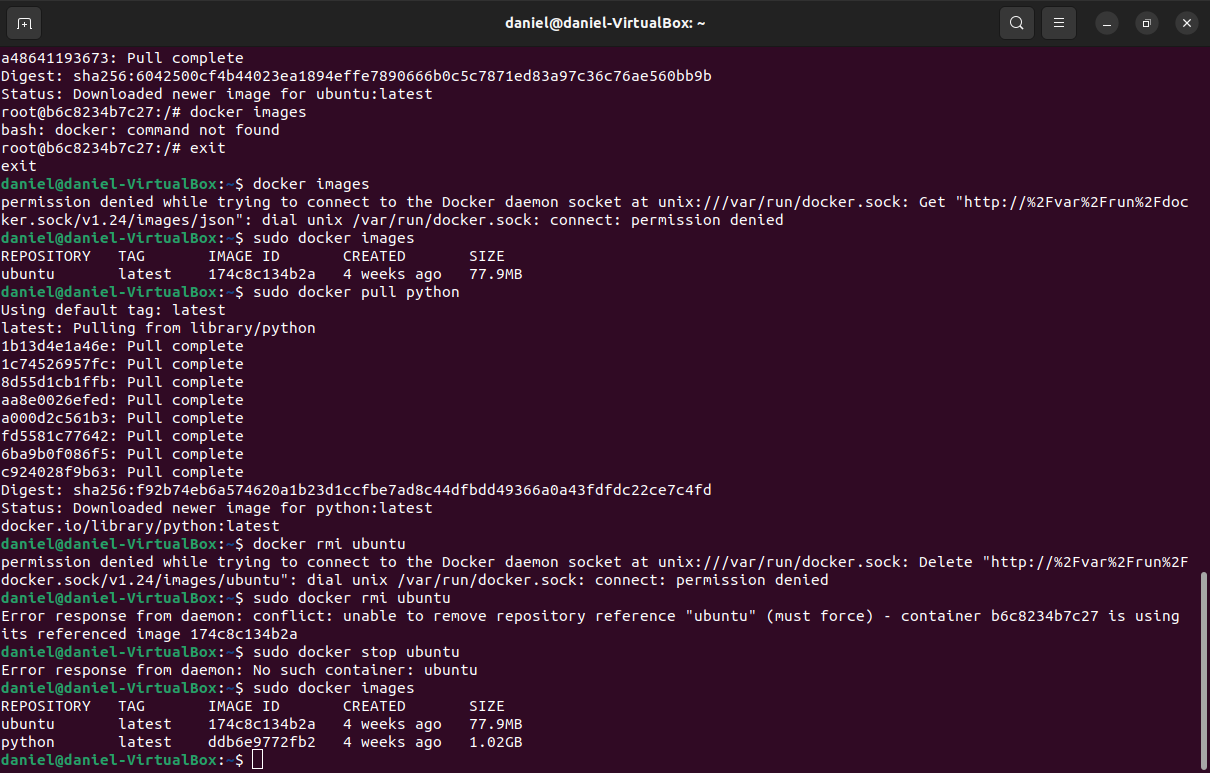 daniel@daniel-VirtualBox: ~
a48641193673: Pull complete
Digest: sha256:6042500cf4b44023ea1894effe7890666b0c5c7871ed83a97c36c76ae560bb9b
Status: Downloaded newer image for ubuntu:latest
root@b6c8234b7c27:/# docker images
bash: docker: command not found
root@b6c8234b7c27:/# exit
exit
daniel@daniel-VirtualBox:~$ docker images
permission denied while trying to connect to the Docker daemon socket at unix:///var/run/docker.sock: Get "http://%2Fvar%2Frun%2Fdoc
ker.sock/v1.24/images/json": dial unix /var/run/docker.sock: connect: permission denied
daniel@daniel-VirtualBox:~$ sudo docker images
REPOSITORY   TAG       IMAGE ID       CREATED       SIZE
ubuntu       latest    174c8c134b2a   4 weeks ago   77.9MB
daniel@daniel-VirtualBox:~$ sudo docker pull python
Using default tag: latest
latest: Pulling from library/python
1b13d4e1a46e: Pull complete
1c74526957fc: Pull complete
8d55d1cb1ffb: Pull complete
aa8e0026efed: Pull complete
a000d2c561b3: Pull complete
fd5581c77642: Pull complete
6ba9b0f086f5: Pull complete
c924028f9b63: Pull complete
Digest: sha256:f92b74eb6a574620a1b23d1ccfbe7ad8c44dfbdd49366a0a43fdfdc22ce7c4fd
Status: Downloaded newer image for python:latest
docker.io/library/python:latest
daniel@daniel-VirtualBox:~$ docker rmi ubuntu
permission denied while trying to connect to the Docker daemon socket at unix:///var/run/docker.sock: Delete "http://%2Fvar%2Frun%2F
docker.sock/v1.24/images/ubuntu": dial unix /var/run/docker.sock: connect: permission denied
daniel@daniel-VirtualBox:~$ sudo docker rmi ubuntu
Error response from daemon: conflict: unable to remove repository reference "ubuntu" (must force) - container b6c8234b7c27 is using
its referenced image 174c8c134b2a
daniel@daniel-VirtualBox:~$ sudo docker stop ubuntu
Error response from daemon: No such container: ubuntu
daniel@daniel-VirtualBox:~$ sudo docker images
REPOSITORY   TAG       IMAGE ID       CREATED       SIZE
ubuntu       latest    174c8c134b2a   4 weeks ago   77.9MB
python       latest    ddb6e9772fb2   4 weeks ago   1.02GB
daniel@daniel-VirtualBox:~$